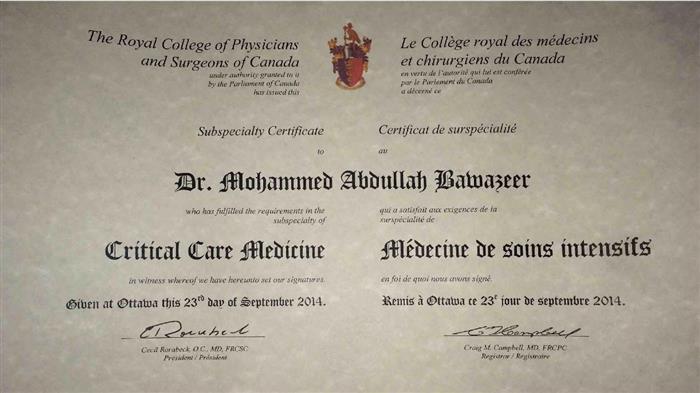 The Royal College of Physicians
and Surgeons of Canada
under authority granted to it
by the Parliament of Canada
has issued this
Le Collège royal des médecins
et chirurgiens du Canada
en vertu de l'autorité qui lui est conférée
par le Parlement du Canada
a décerné ce
Subspecialty Certificate
to
Certificat de surspécialité
au
Dr. Mohammed Abdullah Bawazeer
who has fulfilled the requirements in the
subspecialty of
qui a satisfait aux exigences de la
surspécialité de
Critical Care Medicine
Médecine de soins intensifs
in witness whereof we have hereunto set our signatures.
en foi de quoi nous avons signé.
Given at Ottawa this 23rd day of September 2014.
Remis à Ottawa ce 23e jour de septembre 2014.
CRorabeck
Cecil Rorabeck, O.C., MD, FRCSC
President / Président
C Campbell
Craig M. Campbell, MD, FRCPC
Registrar / Registraire